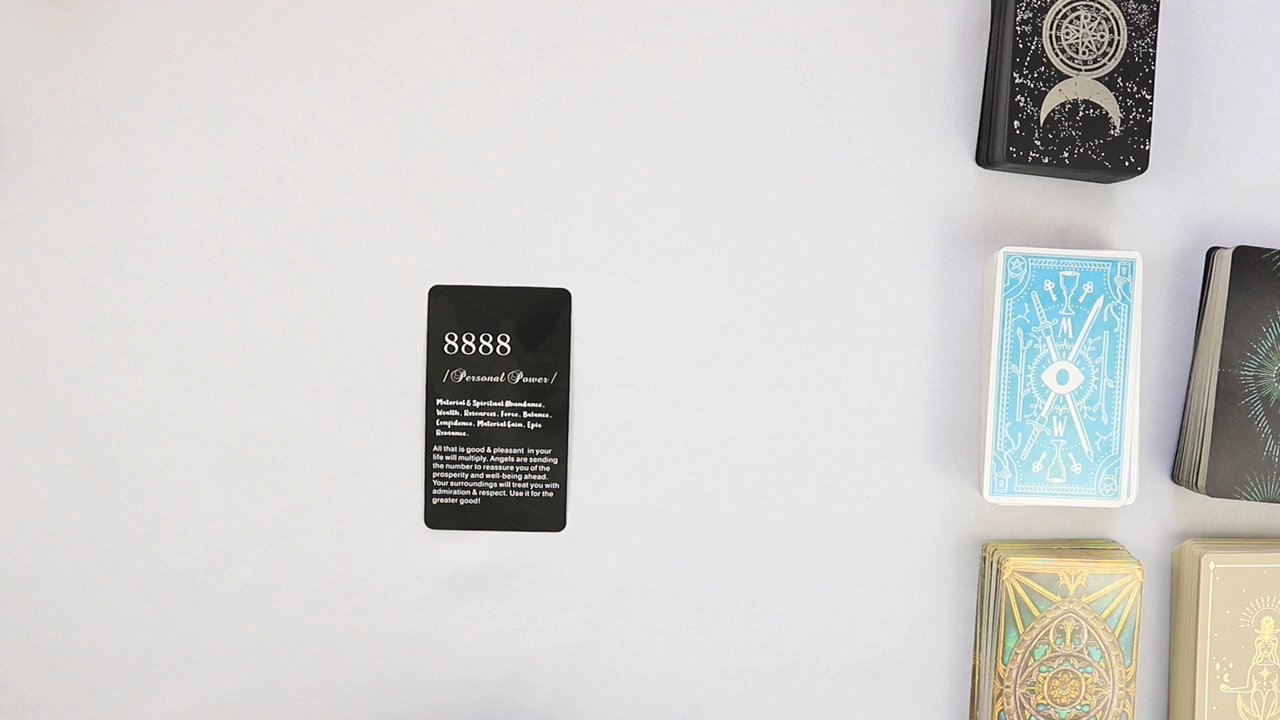 8888
/Personal Power/
Material & Spiritual Abundance,
Wealth, Resources, Force, Balance,
Confidence, Material Gain, Epic
Romance.
All that is good & pleasant in your
life will multiply. Angels are sending
the number to reassure you of the
prosperity and well-being ahead.
Your surroundings will treat you with
admiration & respect. Use it for the
greater good!
M
M